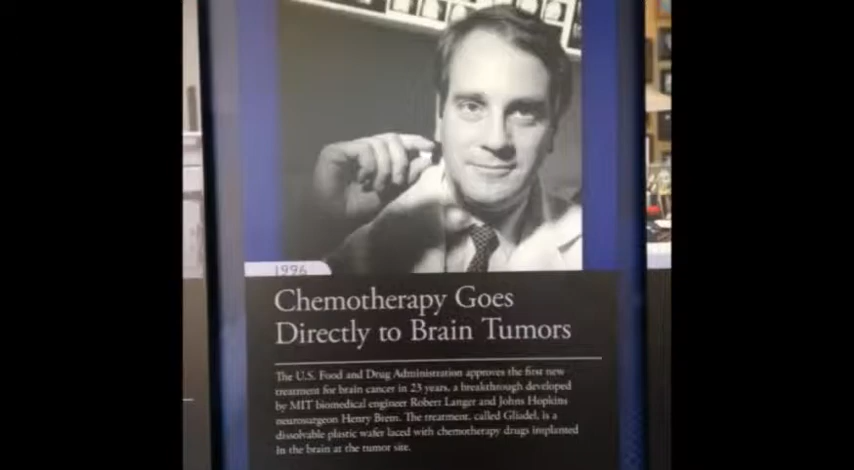 1996
Chemotherapy Goes
Directly to Brain Tumors
The U.S. Food and Drug Administration approves the first new
treatment for brain cancer in 23 years, a breakthrough developed
by MIT biomedical engineer Robert Langer and Johns Hopkins
neurosurgeon Henry Brem. The treatment, called Gliadel, is a
dissolvable plastic wafer laced with chemotherapy drugs implanted
in the brain at the tumor site.